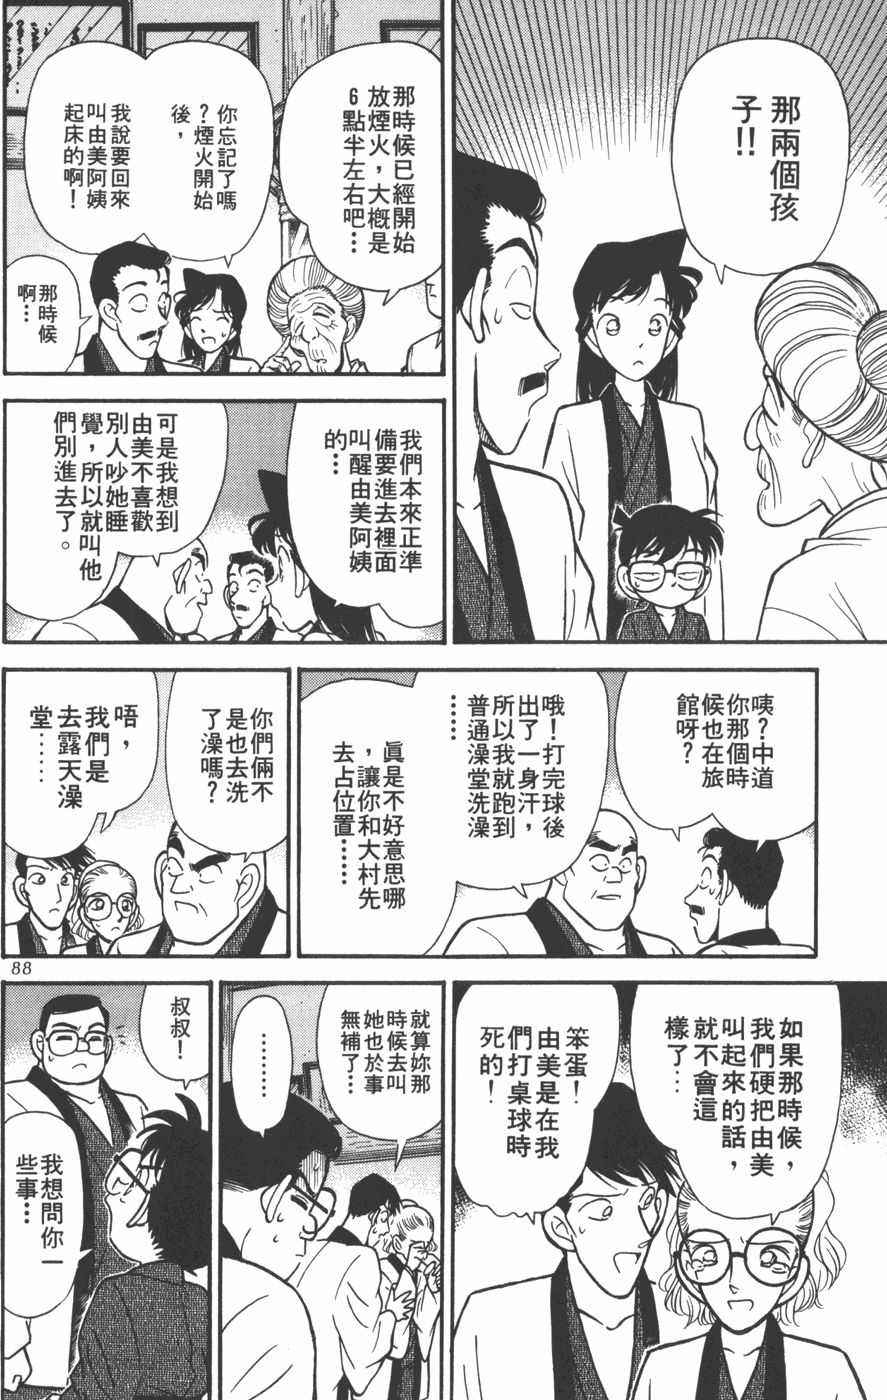 那兩個孩
子!!
那時候已經開始
放煙火，大概是
6點半左右吧…
你忘記了嗎
？煙火開始
後，
我說要回來
叫由美阿姨
起床的啊！
那時候
啊…
我們本來正準
備要進去裡面
叫醒由美阿姨
的…
可是我想到
由美不喜歡
別人吵她睡
覺，所以就叫他
們別進去了。
咦？中道
你那個時
候也在旅
館呀？
哦！打完球後
出了一身汗，
所以我就跑到
普通澡堂洗澡
……
真是不好意思哪
，讓你和大村先
去占位置……
你們倆不
是也去洗
了澡嗎？
唔，
我們是
去露天澡
堂……
88
如果那時候，
我們硬把由美
叫起來的話，
就不會這
樣了…
笨蛋！
由美是在我
們打桌球時
死的！
就算妳那
時候去叫
她也於事
無補了…
……
叔叔！
我想問你一
些事…